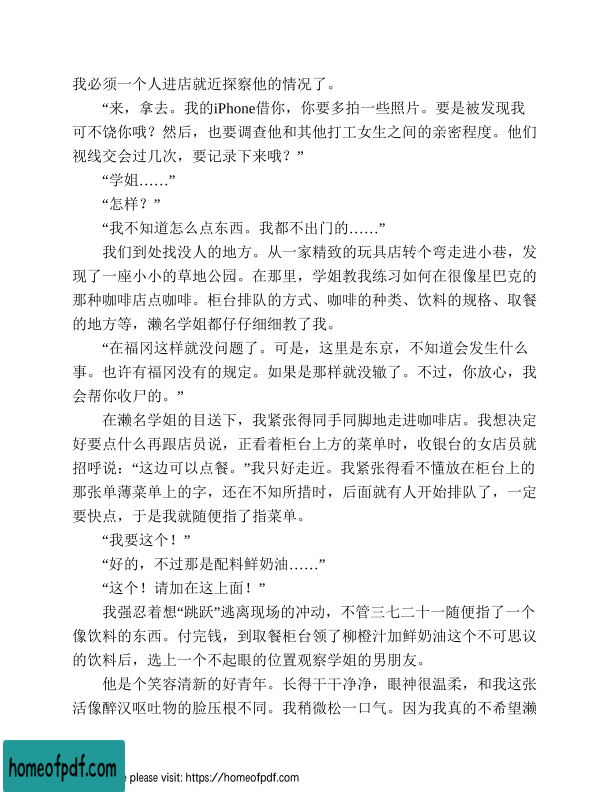 我必须一个人进店就近探察他的情况了。
“来，拿去。我的iPhone借你，你要多拍一些照片。要是被发现我
可不饶你哦？然后，也要调查他和其他打工女生之间的亲密程度。他们
视线交会过几次，要记录下来哦？”
“学姐……”
“怎样？”
“我不知道怎么点东西。我都不出门的……”
我们到处找没人的地方。从一家精致的玩具店转个弯走进小巷，发
现了一座小小的草地公园。在那里，学姐教我练习如何在很像星巴克的
那种咖啡店点咖啡。柜台排队的方式、咖啡的种类、饮料的规格、取餐
的地方等，濑名学姐都仔仔细细教了我。
“在福冈这样就没问题了。可是，这里是东京，不知道会发生什么
事。也许有福冈没有的规定。如果是那样就没辙了。不过，你放心，我
会帮你收尸的。”
在濑名学姐的目送下，我紧张得同手同脚地走进咖啡店。我想决定
好要点什么再跟店员说，正看着柜台上方的菜单时，收银台的女店员就
招呼说：“这边可以点餐。”我只好走近。我紧张得看不懂放在柜台上的
那张单薄菜单上的字，还在不知所措时，后面就有人开始排队了，一定
要快点，于是我就随便指了指菜单。
“我要这个！”
“好的，不过那是配料鲜奶油……”
“这个！请加在这上面！”
我强忍着想“跳跃”逃离现场的冲动，不管三七二十一随便指了一个
像饮料的东西。付完钱，到取餐柜台领了柳橙汁加鲜奶油这个不可思议
的饮料后，选上一个不起眼的位置观察学姐的男朋友。
他是个笑容清新的好青年。长得干干净净，眼神很温柔，和我这张
活像醉汉呕吐物的脸压根不同。我稍微松一口气。因为我真的不希望濑
homeofpdf.com
e please visit: https://homeofpdf.com